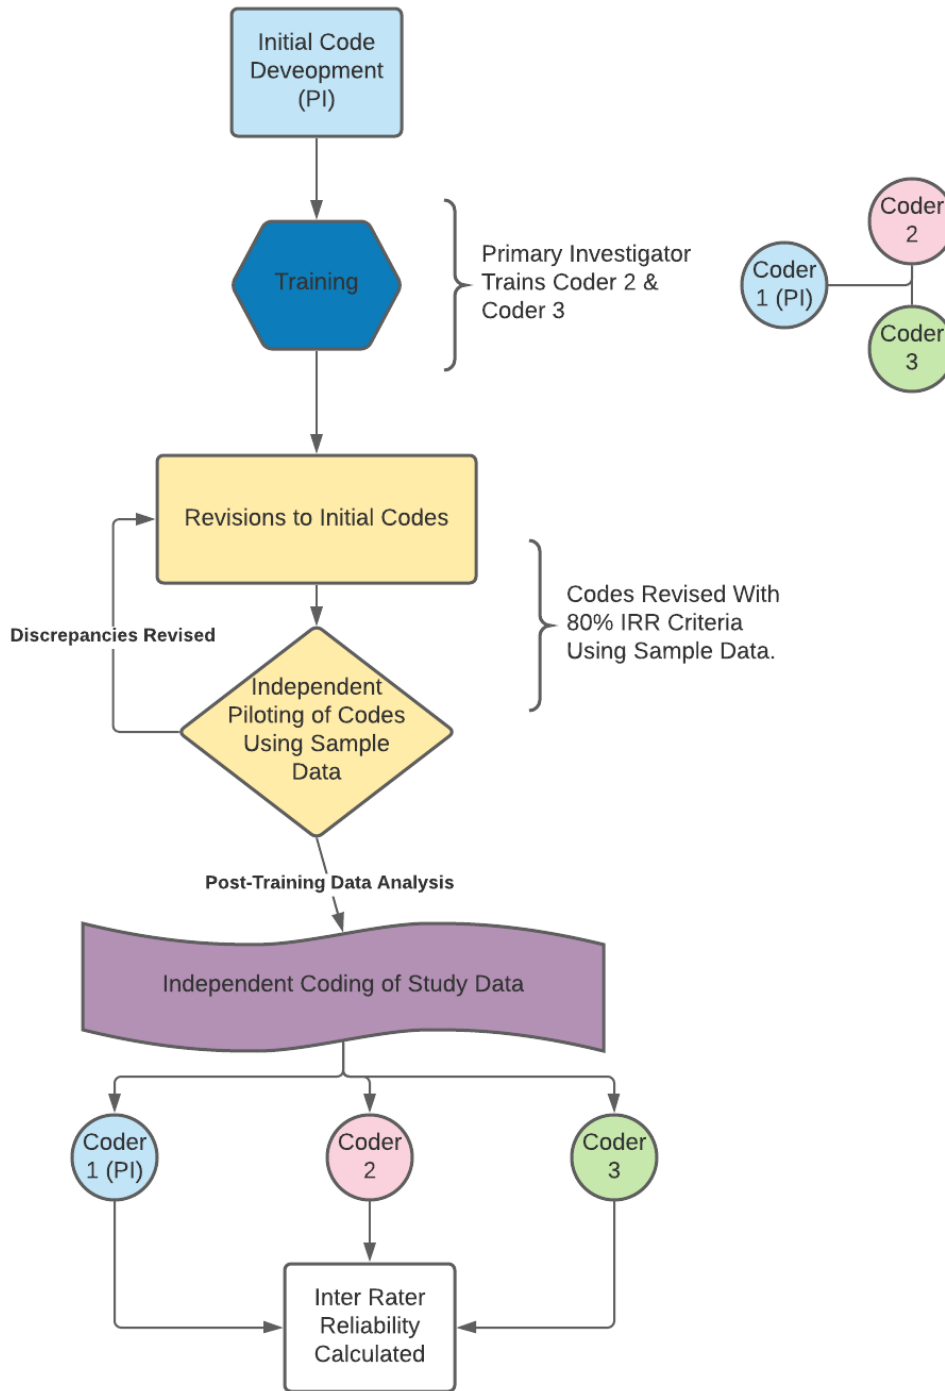 Initial Code
Deveopment
(PI)
Training
Primary Investigator
Trains Coder 2 &
Coder 3
Coder
1 (PI)
Coder
2
Coder
3
Revisions to Initial Codes
Discrepancies Revised
Codes Revised With
80% IRR Criteria
Using Sample Data.
Independent
Piloting of Codes
Using Sample
Data
Post-Training Data Analysis
Independent Coding of Study Data
Coder
1 (PI)
Coder
2
Coder
3
Inter Rater
Reliability
Calculated